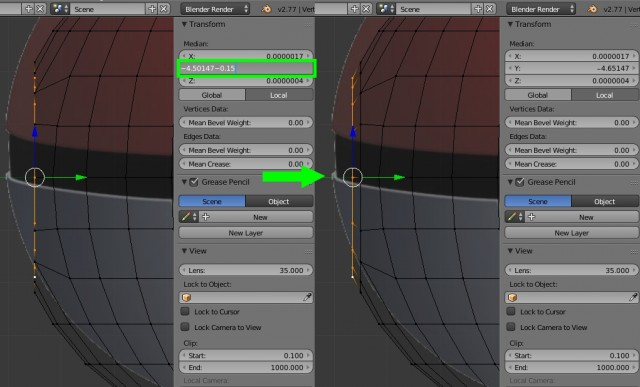 Scene
Blender Render
v2.77 | Ver
Transform
Median:
X: 0.0000017
−4.50147−0.15
Z: 0.0000004
Global Local
Vertices Data:
Mean Bevel Weight: 0.00
Edges Data:
Mean Bevel Weight: 0.00
Mean Crease: 0.00
Grease Pencil
Scene Object
New
New Layer
View
Lens: 35.000
Lock to Object:
Lock to Cursor
Lock Camera to View
Clip:
Start: 0.100
End: 1000.000
Local Camera:
Scene
Blender Render
v2.77 | Vert
Transform
Median:
X: 0.0000017
Y: −4.65147
Z: 0.0000004
Global Local
Vertices Data:
Mean Bevel Weight: 0.00
Edges Data:
Mean Bevel Weight: 0.00
Mean Crease: 0.00
Grease Pencil
Scene Object
New
New Layer
View
Lens: 35.000
Lock to Object:
Lock to Cursor
Lock Camera to View
Clip:
Start: 0.100
End: 1000.000
Local Camera: